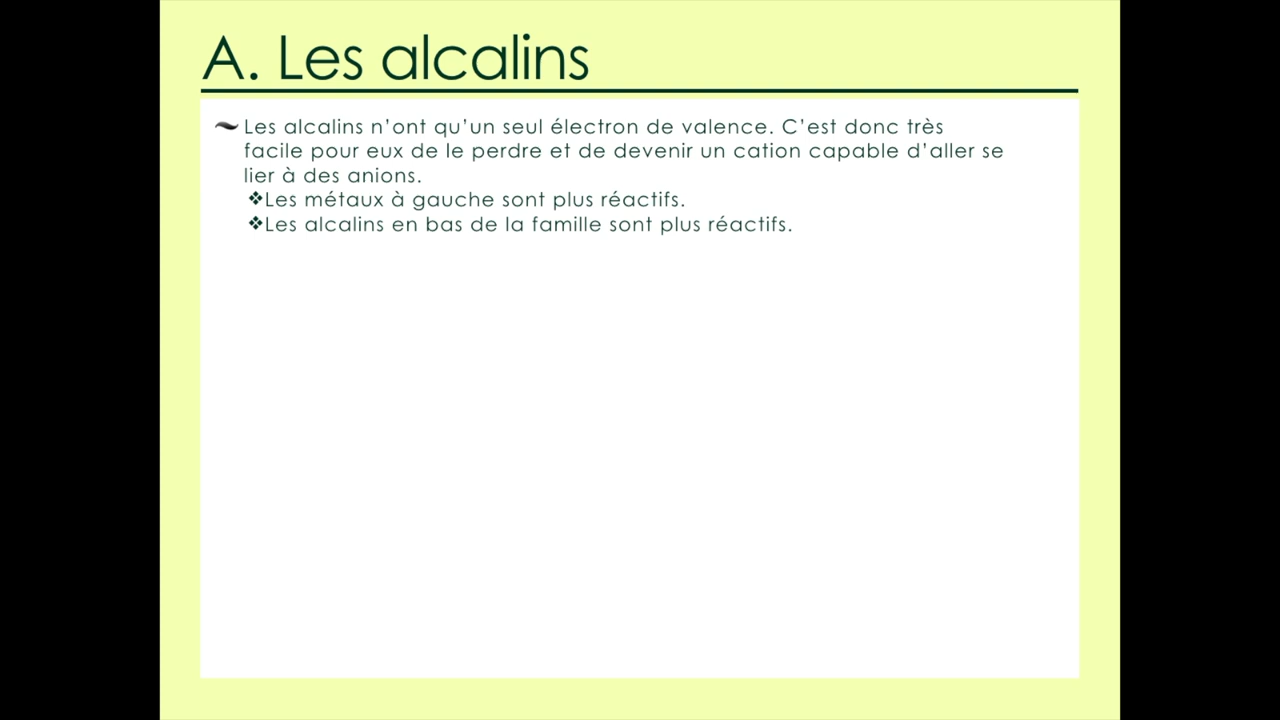 A. Les alcalins
Les alcalins n’ont qu’un seul électron de valence. C’est donc très
facile pour eux de le perdre et de devenir un cation capable d’aller se
lier à des anions.
❖Les métaux à gauche sont plus réactifs.
❖Les alcalins en bas de la famille sont plus réactifs.